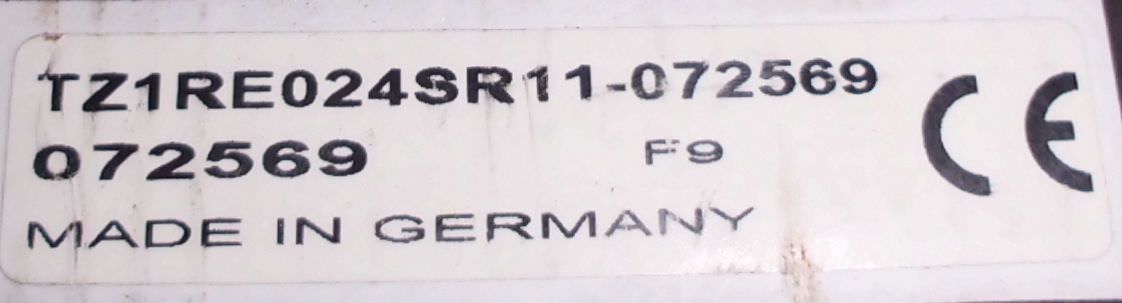 TZ1RE024SR11-072569
072569 F9 CE
MADE IN GERMANY